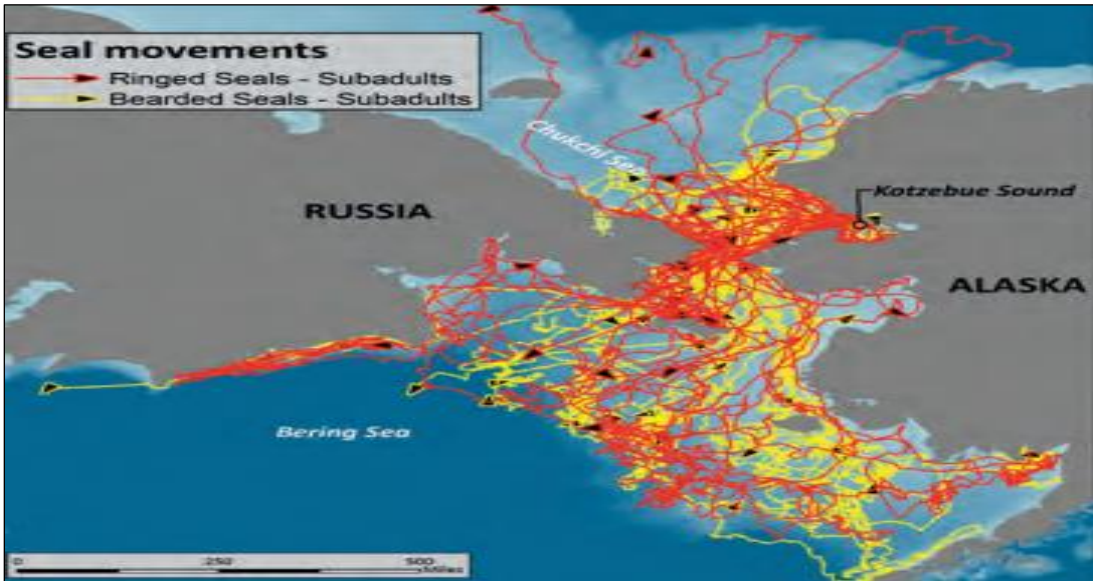 Seal movements
Ringed Seals - Subadults
Bearded Seals - Subadults
Chukchi Sea
Kotzebue Sound
RUSSIA
ALASKA
Bering Sea
0 250 500
Miles